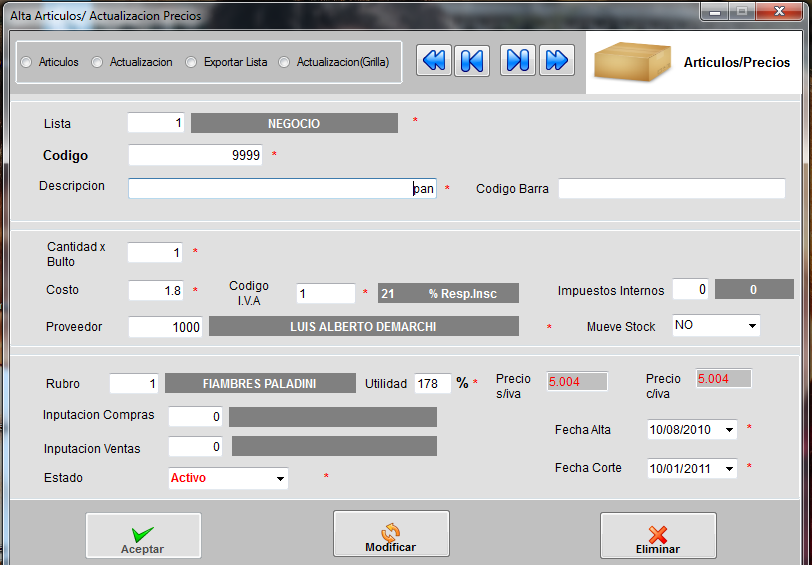 Alta Articulos/ Actualizacion Precios
Articulos Actualizacion Exportar Lista Actualizacion(Grilla)
Articulos/Precios
Lista 1 NEGOCIO *
Codigo 9999 *
Descripcion pan * Codigo Barra
Cantidad x
Bulto 1 *
Costo 1.8 * Codigo
I.V.A 1 * 21 % Resp.Insc Impuestos Internos 0 0
Proveedor 1000 LUIS ALBERTO DEMARCHI * Mueve Stock NO
Rubro 1 FIAMBRES PALADINI Utilidad 178 % * Precio
s/iva 5.004 Precio
c/iva 5.004
Inputacion Compras 0
Fecha Alta 10/08/2010 *
Inputacion Ventas 0
Fecha Corte 10/01/2011 *
Estado Activo *
Aceptar Modificar Eliminar